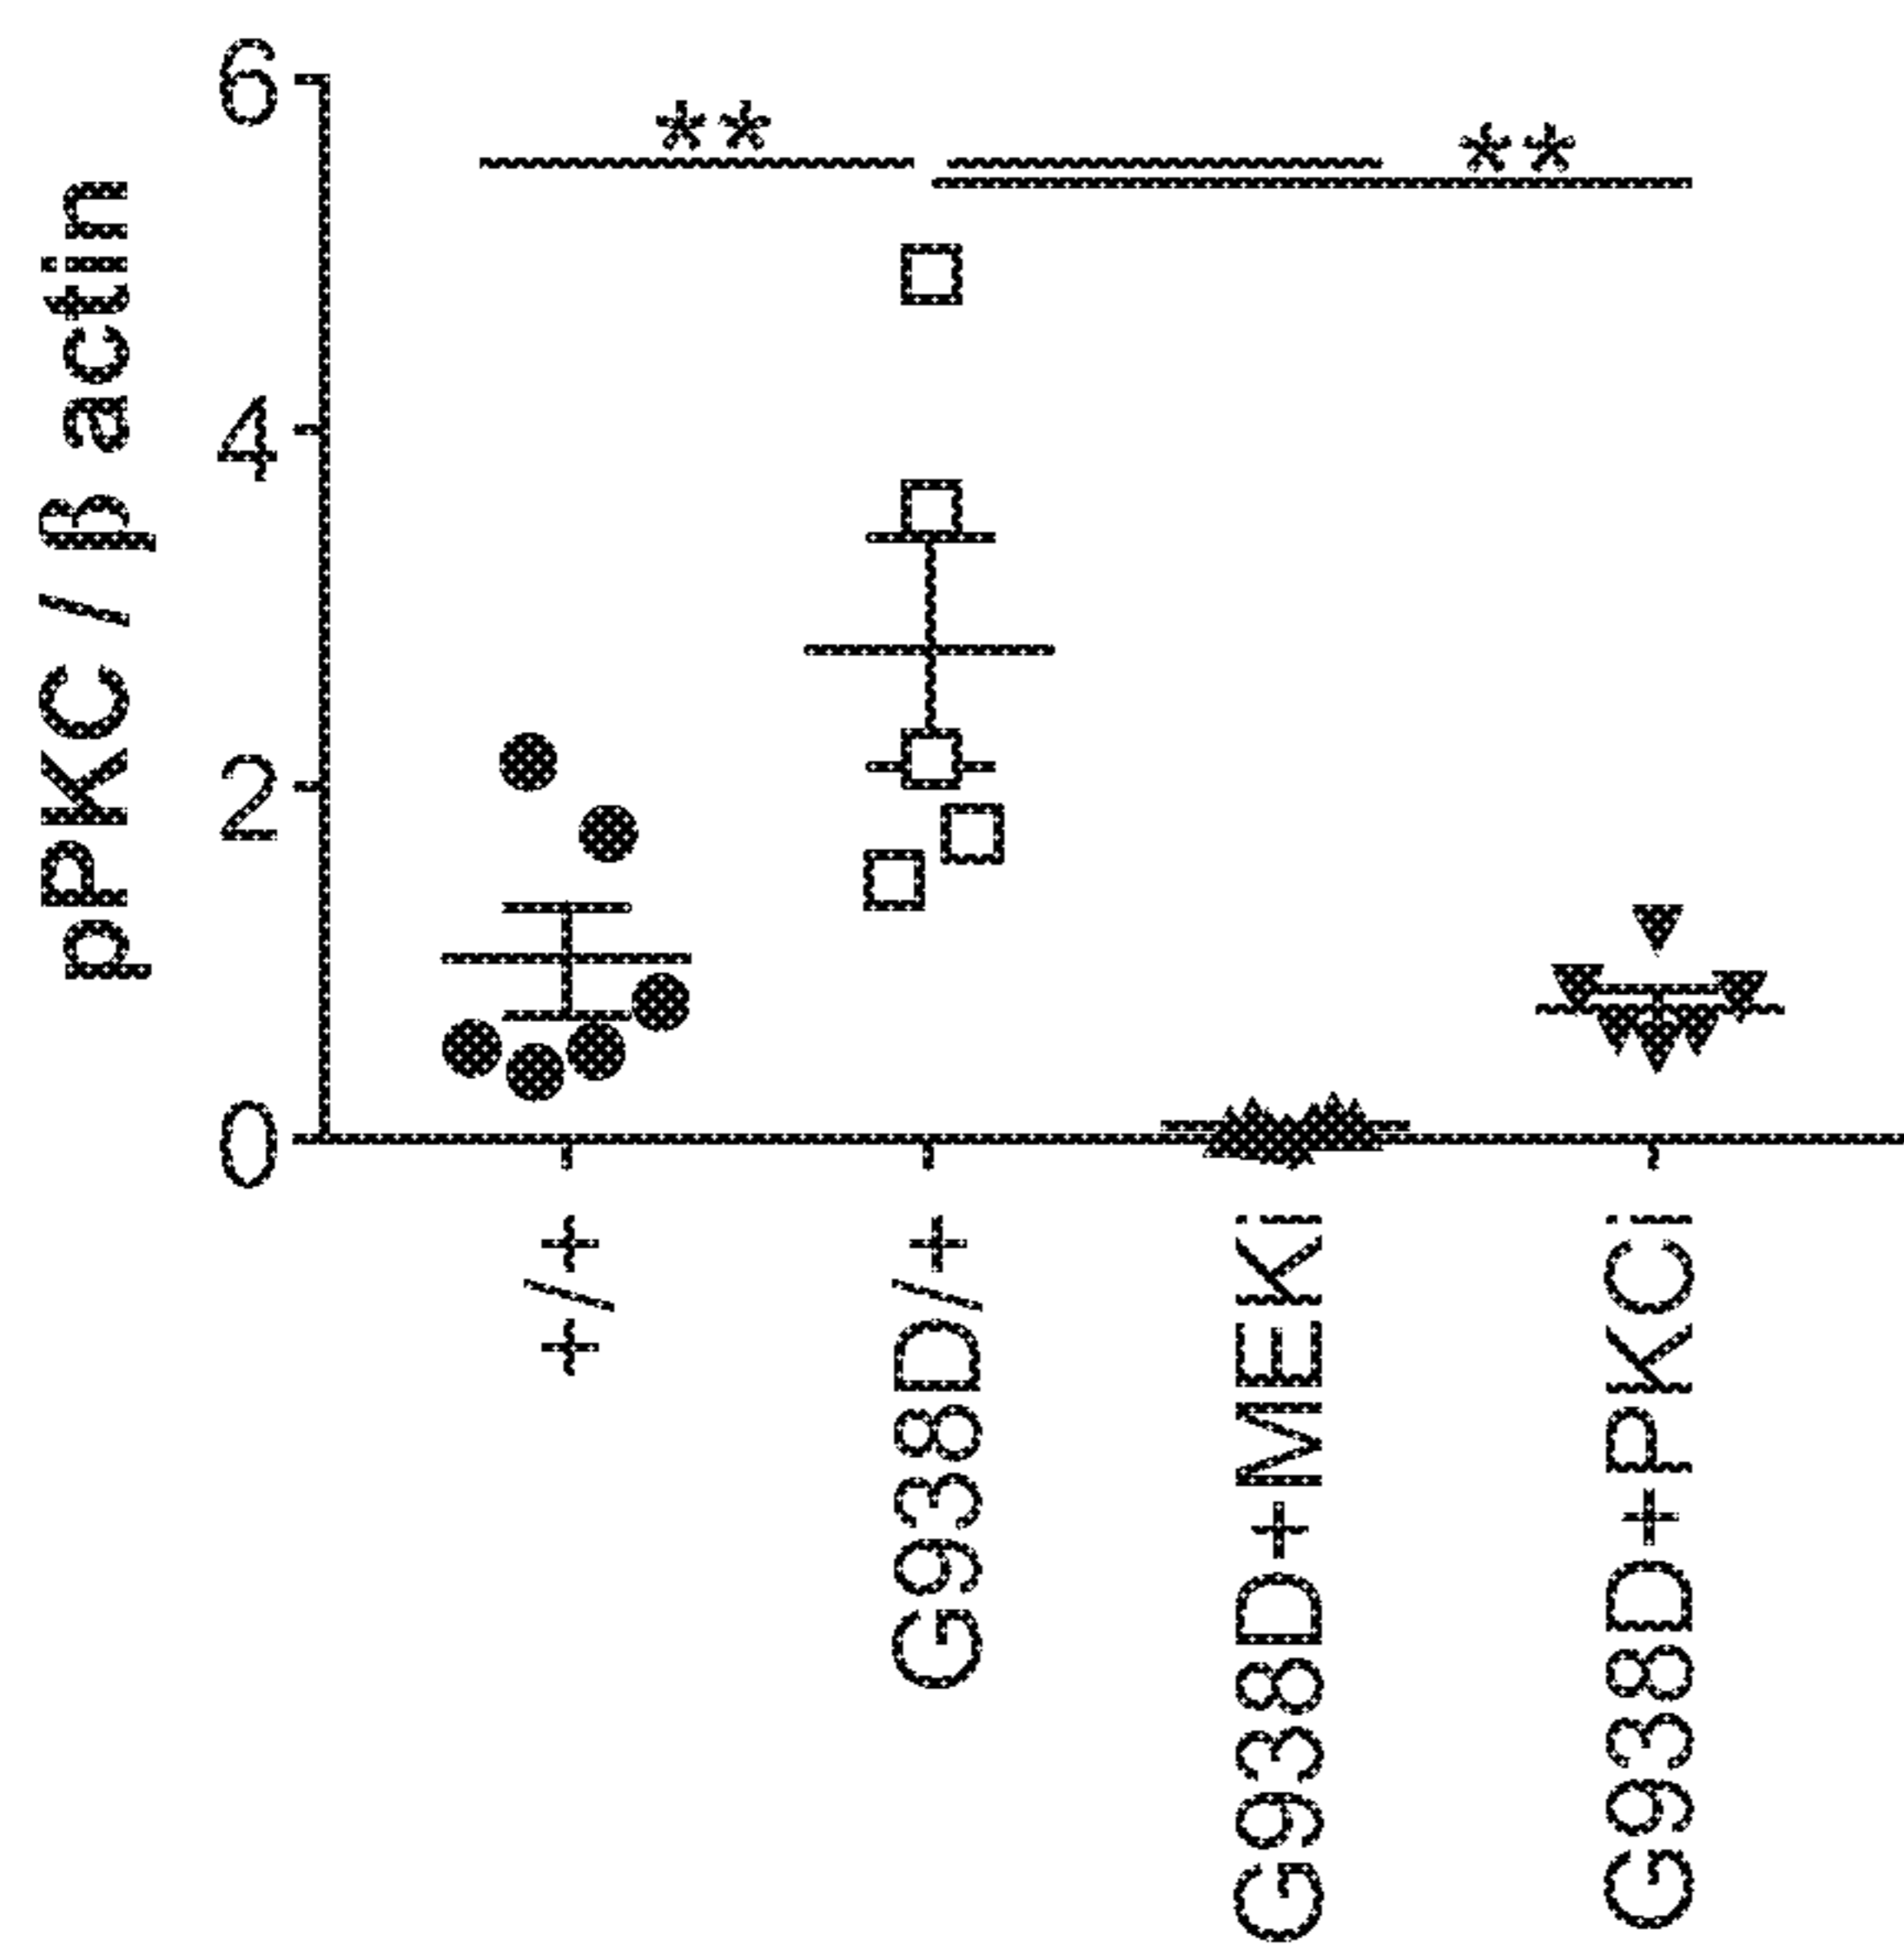 pPKC / β actin
6
4
2
0
**
**
+/+
G938D/+
G938D+MEKi
G938D+PKCi